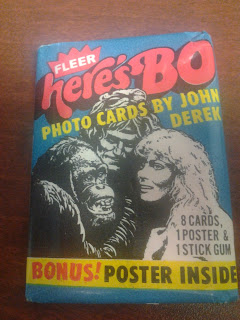 FLEER
here's BO
PHOTO CARDS BY JOHN
DEREK
8 CARDS,
1 POSTER &
1 STICK GUM
BONUS! POSTER INSIDE